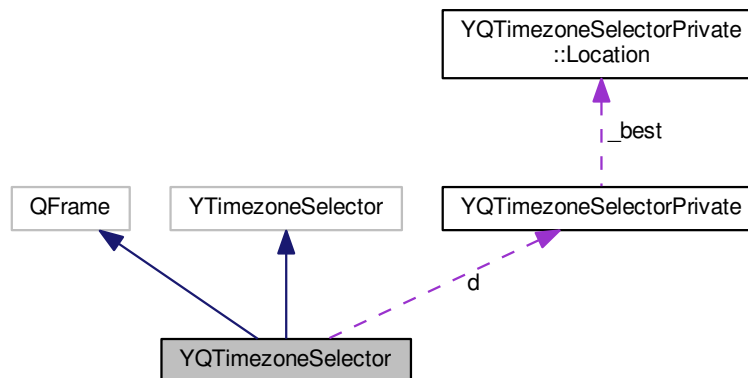 YQTimezoneSelectorPrivate
::Location
_best
QFrame
YTimezoneSelector
YQTimezoneSelectorPrivate
d
YQTimezoneSelector